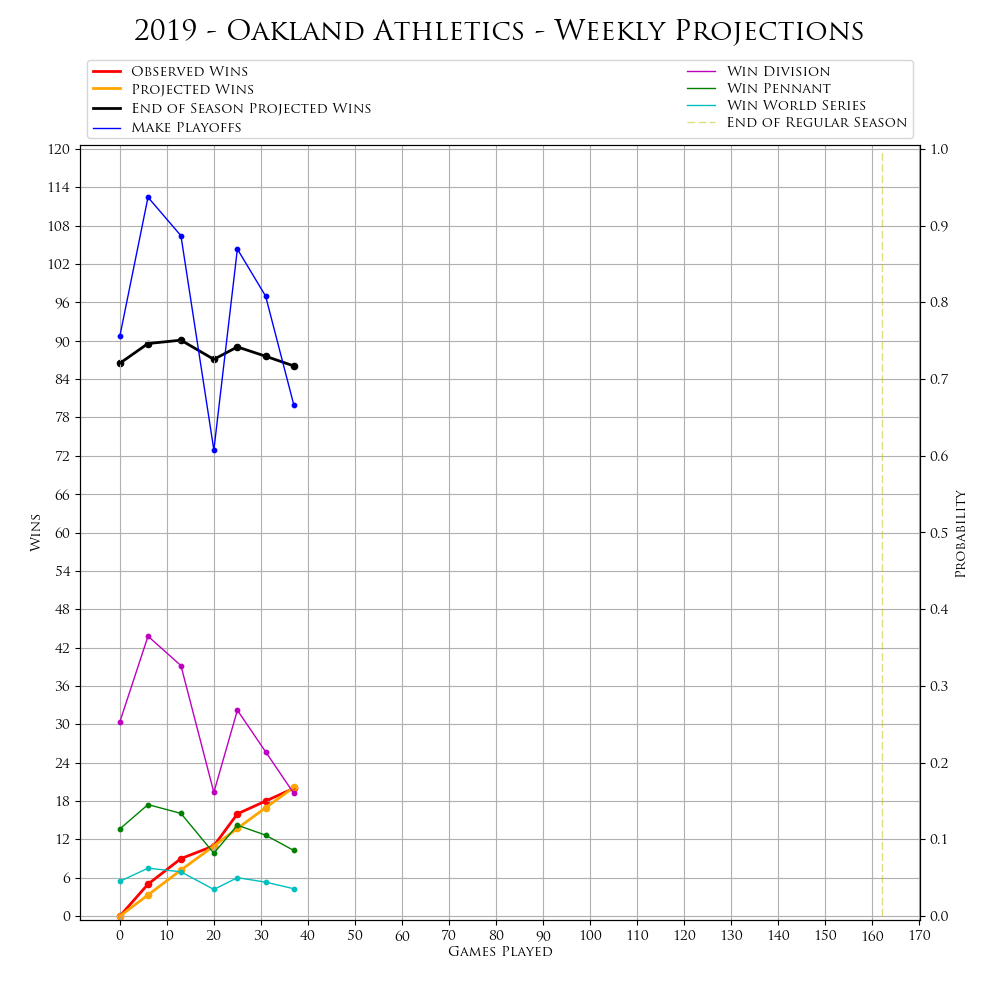 2019 - Oakland Athletics - Weekly Projections
Observed Wins
Projected Wins
End of Season Projected Wins
Make Playoffs
Win Division
Win Pennant
Win World Series
End of Regular Season
120
114
108
102
96
90
84
78
72
66
60
54
48
42
36
30
24
18
12
6
0
Wins
1.0
0.9
0.8
0.7
0.6
0.5
0.4
0.3
0.2
0.1
0.0
Probability
0 10 20 30 40 50 60 70 80 90 100 110 120 130 140 150 160 170
Games Played